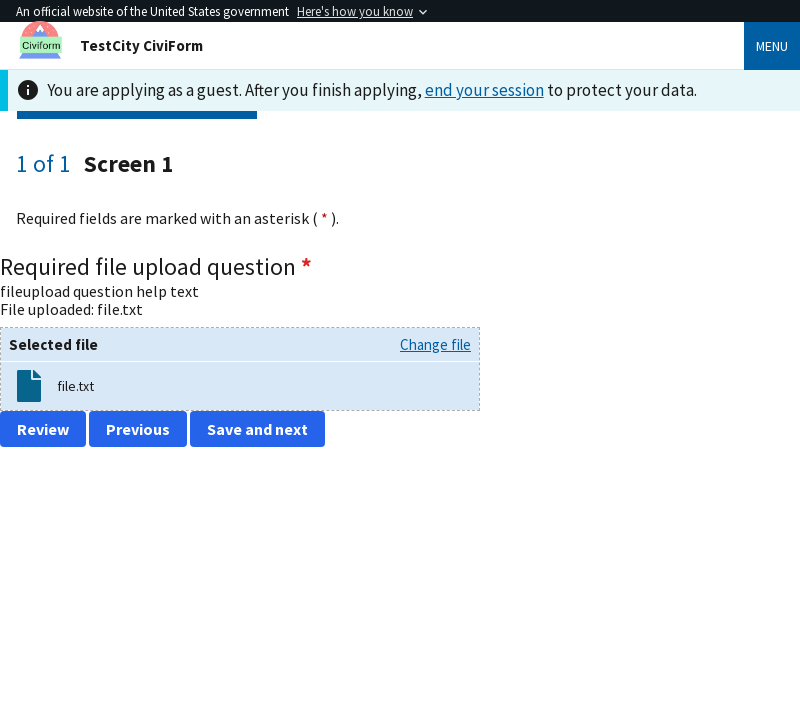 An official website of the United States government Here's how you know
Civiform
TestCity CiviForm
MENU
You are applying as a guest. After you finish applying, end your session to protect your data.
1 of 1 Screen 1
Required fields are marked with an asterisk ( * ).
Required file upload question *
fileupload question help text
File uploaded: file.txt
Selected file Change file
file.txt
Review Previous Save and next